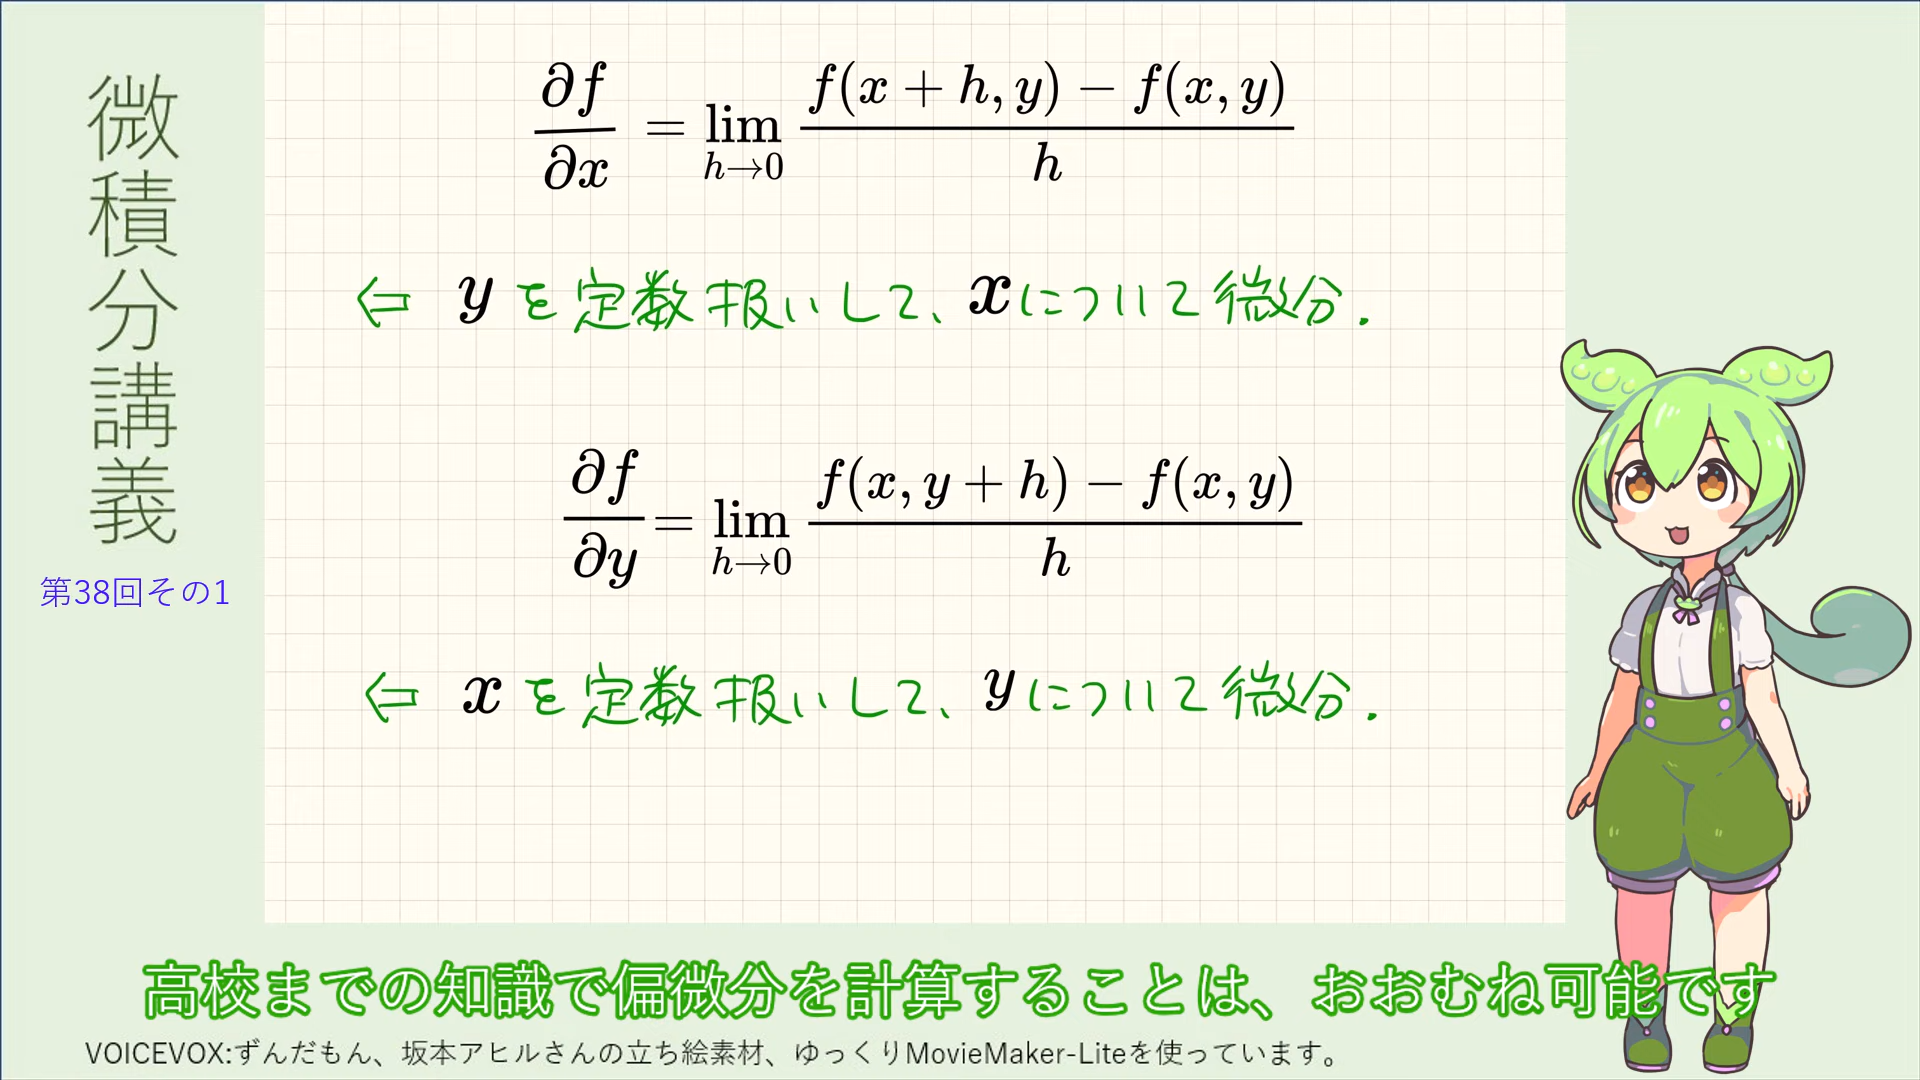 微積分講義
第38回その1
∂f/∂x = lim h→0 f(x + h, y) − f(x, y) / h
⇦ y を定数扱いして、xについて微分.
∂f/∂y = lim h→0 f(x, y + h) − f(x, y) / h
⇦ x を定数扱いして、yについて微分.
高校までの知識で偏微分を計算することは、おおむね可能です
VOICEVOX:ずんだもん、坂本アヒルさんの立ち絵素材、ゆっくりMovieMaker-Liteを使っています。